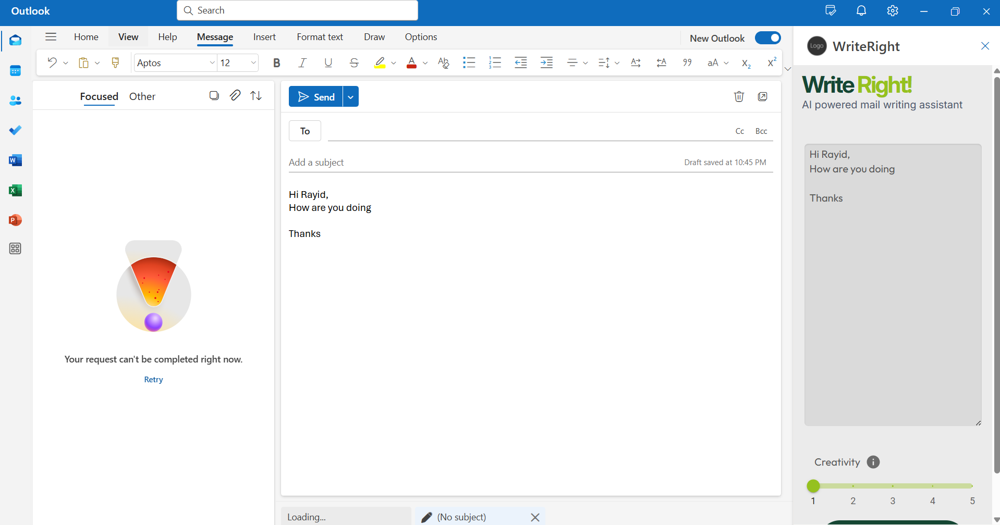 Outlook
Search
Home View Help Message Insert Format text Draw Options
New Outlook
Aptos 12
Focused Other
Your request can't be completed right now.
Retry
Send
To
Cc Bcc
Add a subject
Draft saved at 10:45 PM
Hi Rayid,
How are you doing
Thanks
Loading...
(No subject)
Logo WriteRight
Write Right!
AI powered mail writing assistant
Hi Rayid,
How are you doing
Thanks
Creativity
1 2 3 4 5